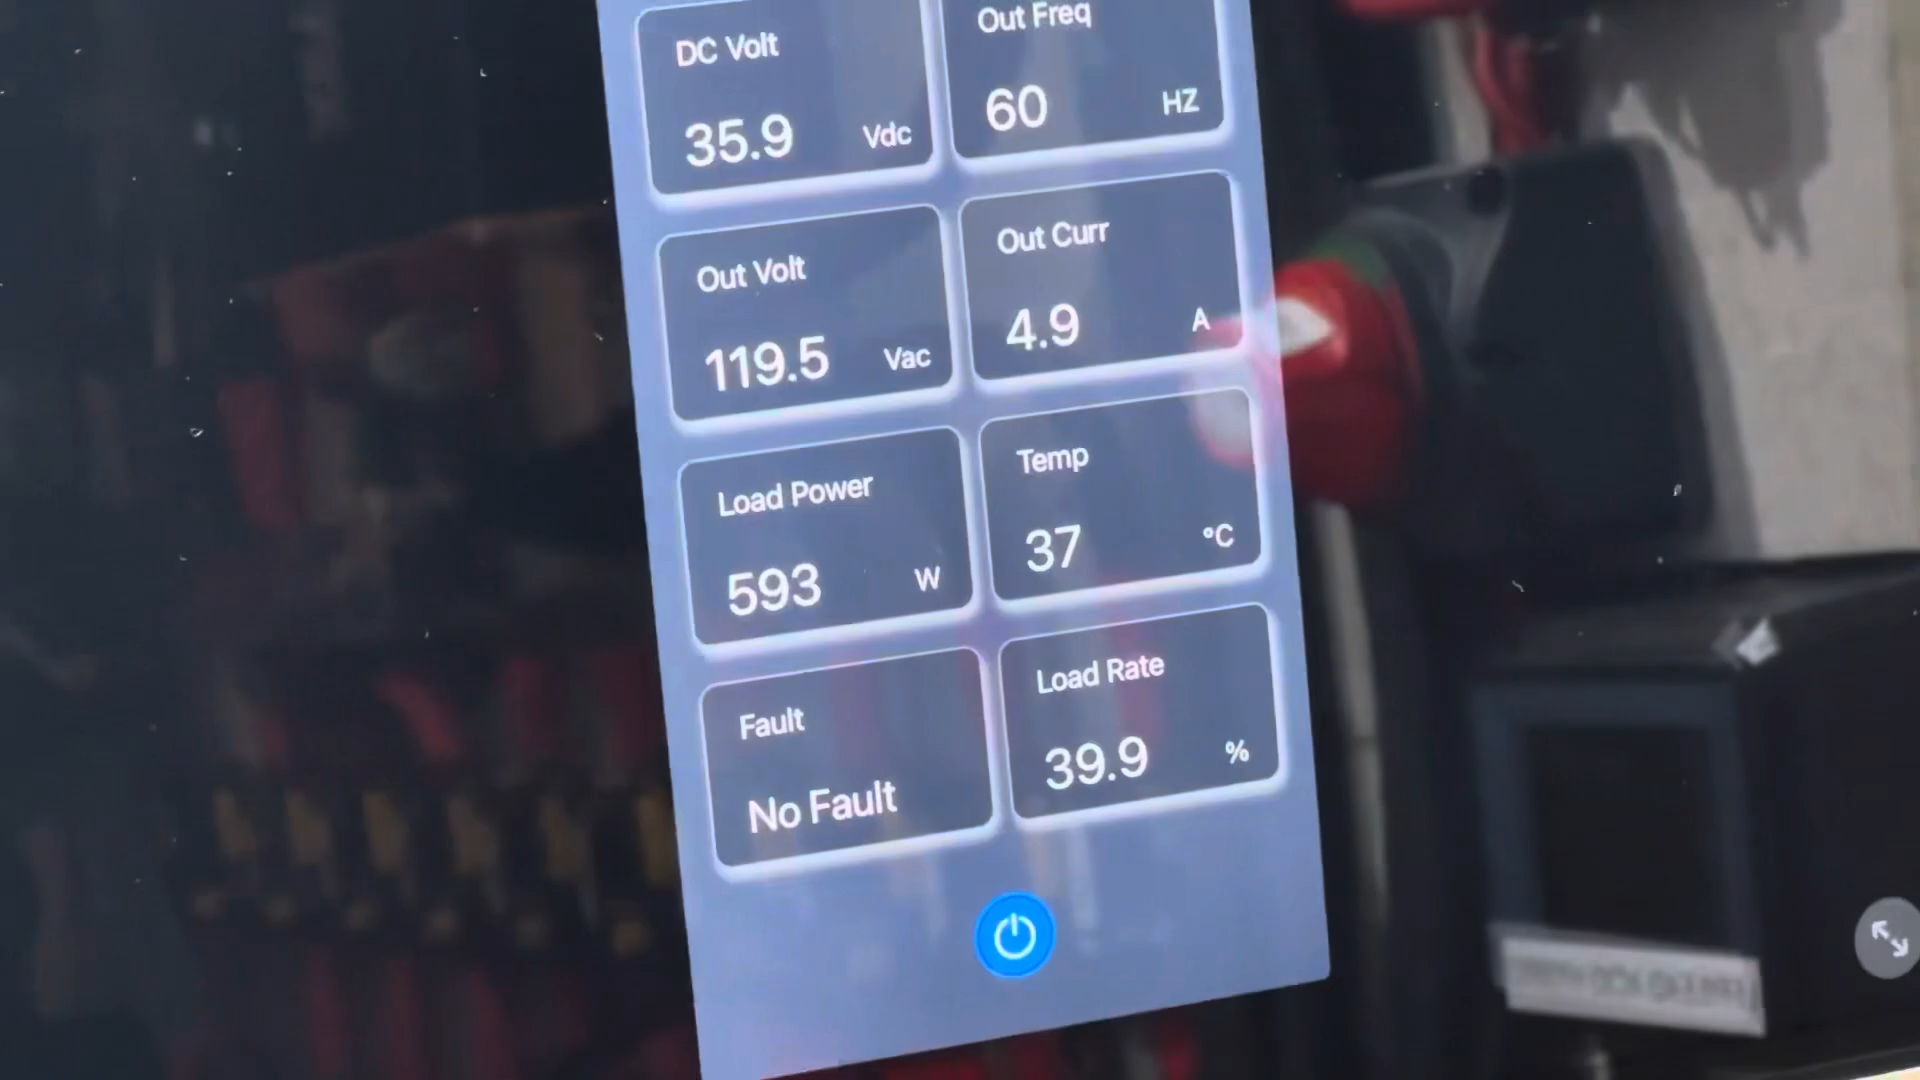 DC Volt
35.9 Vdc
Out Freq
60 HZ
Out Volt
119.5 Vac
Out Curr
4.9 A
Load Power
593 W
Temp
37 °C
Fault
No Fault
Load Rate
39.9 %